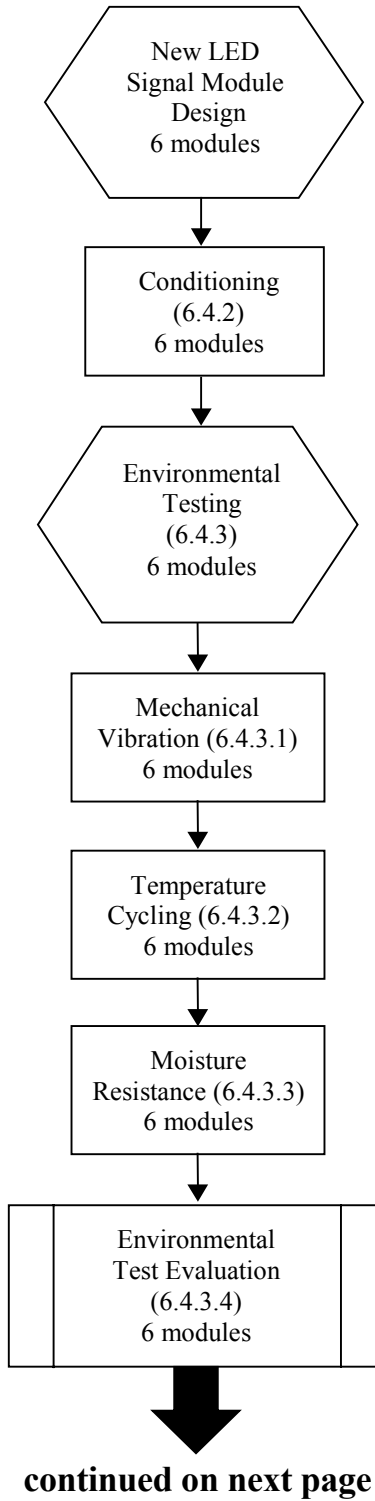 New LED
Signal Module
Design
6 modules
Conditioning
(6.4.2)
6 modules
Environmental
Testing
(6.4.3)
6 modules
Mechanical
Vibration (6.4.3.1)
6 modules
Temperature
Cycling (6.4.3.2)
6 modules
Moisture
Resistance (6.4.3.3)
6 modules
Environmental
Test Evaluation
(6.4.3.4)
6 modules
continued on next page